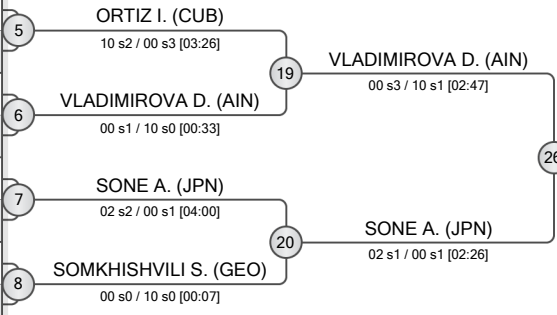 5
ORTIZ I. (CUB)
10 s2 / 00 s3 [03:26]
19
VLADIMIROVA D. (AIN)
00 s3 / 10 s1 [02:47]
6
VLADIMIROVA D. (AIN)
00 s1 / 10 s0 [00:33]
26
7
SONE A. (JPN)
02 s2 / 00 s1 [04:00]
20
SONE A. (JPN)
02 s1 / 00 s1 [02:26]
8
SOMKHISHVILI S. (GEO)
00 s0 / 10 s0 [00:07]